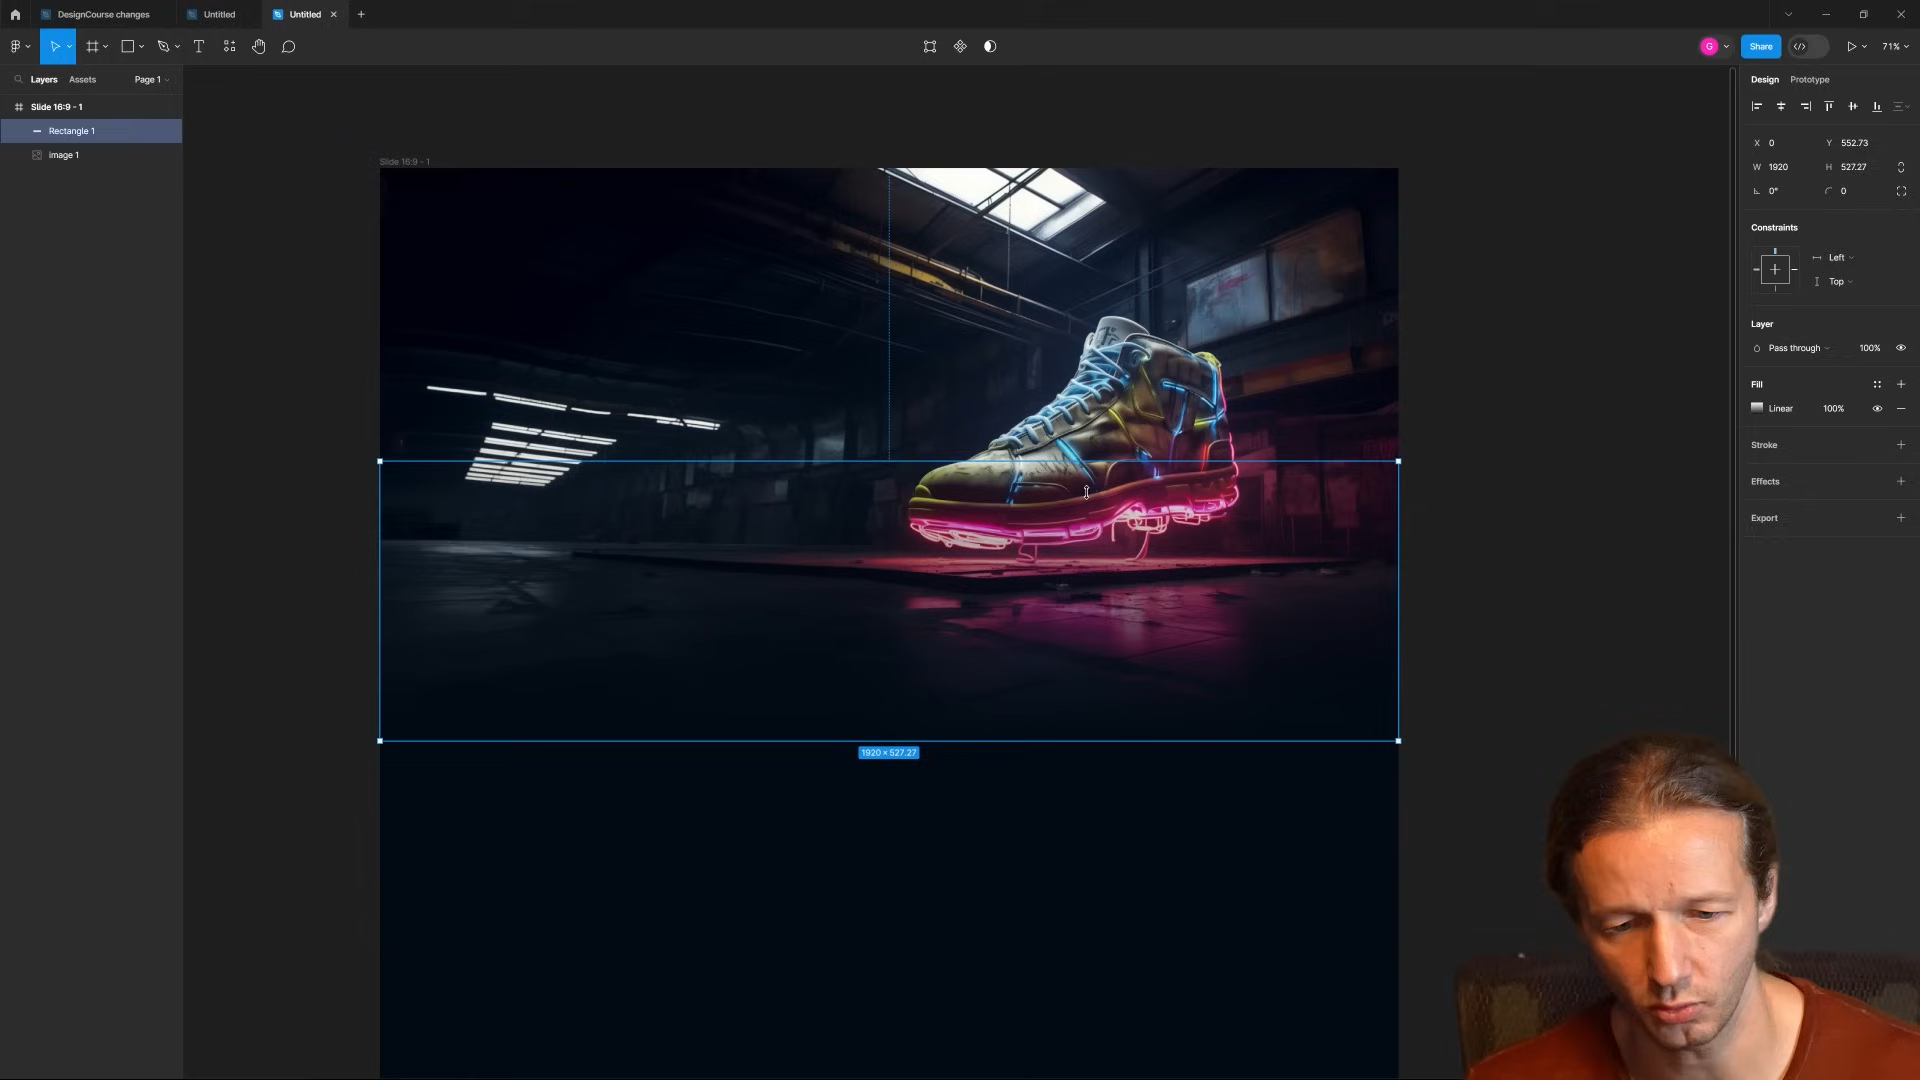 DesignCourse changes
Untitled
Untitled
Share
71%
Layers
Assets
Page 1
Design
Prototype
Slide 16:9 - 1
Rectangle 1
image 1
Slide 16:9 - 1
G
X 0
Y 552.73
W 1920
H 527.27
0°
0
Constraints
Left
Top
Layer
Pass through
100%
Fill
Linear
100%
Stroke
Effects
Export
1920 × 527.27